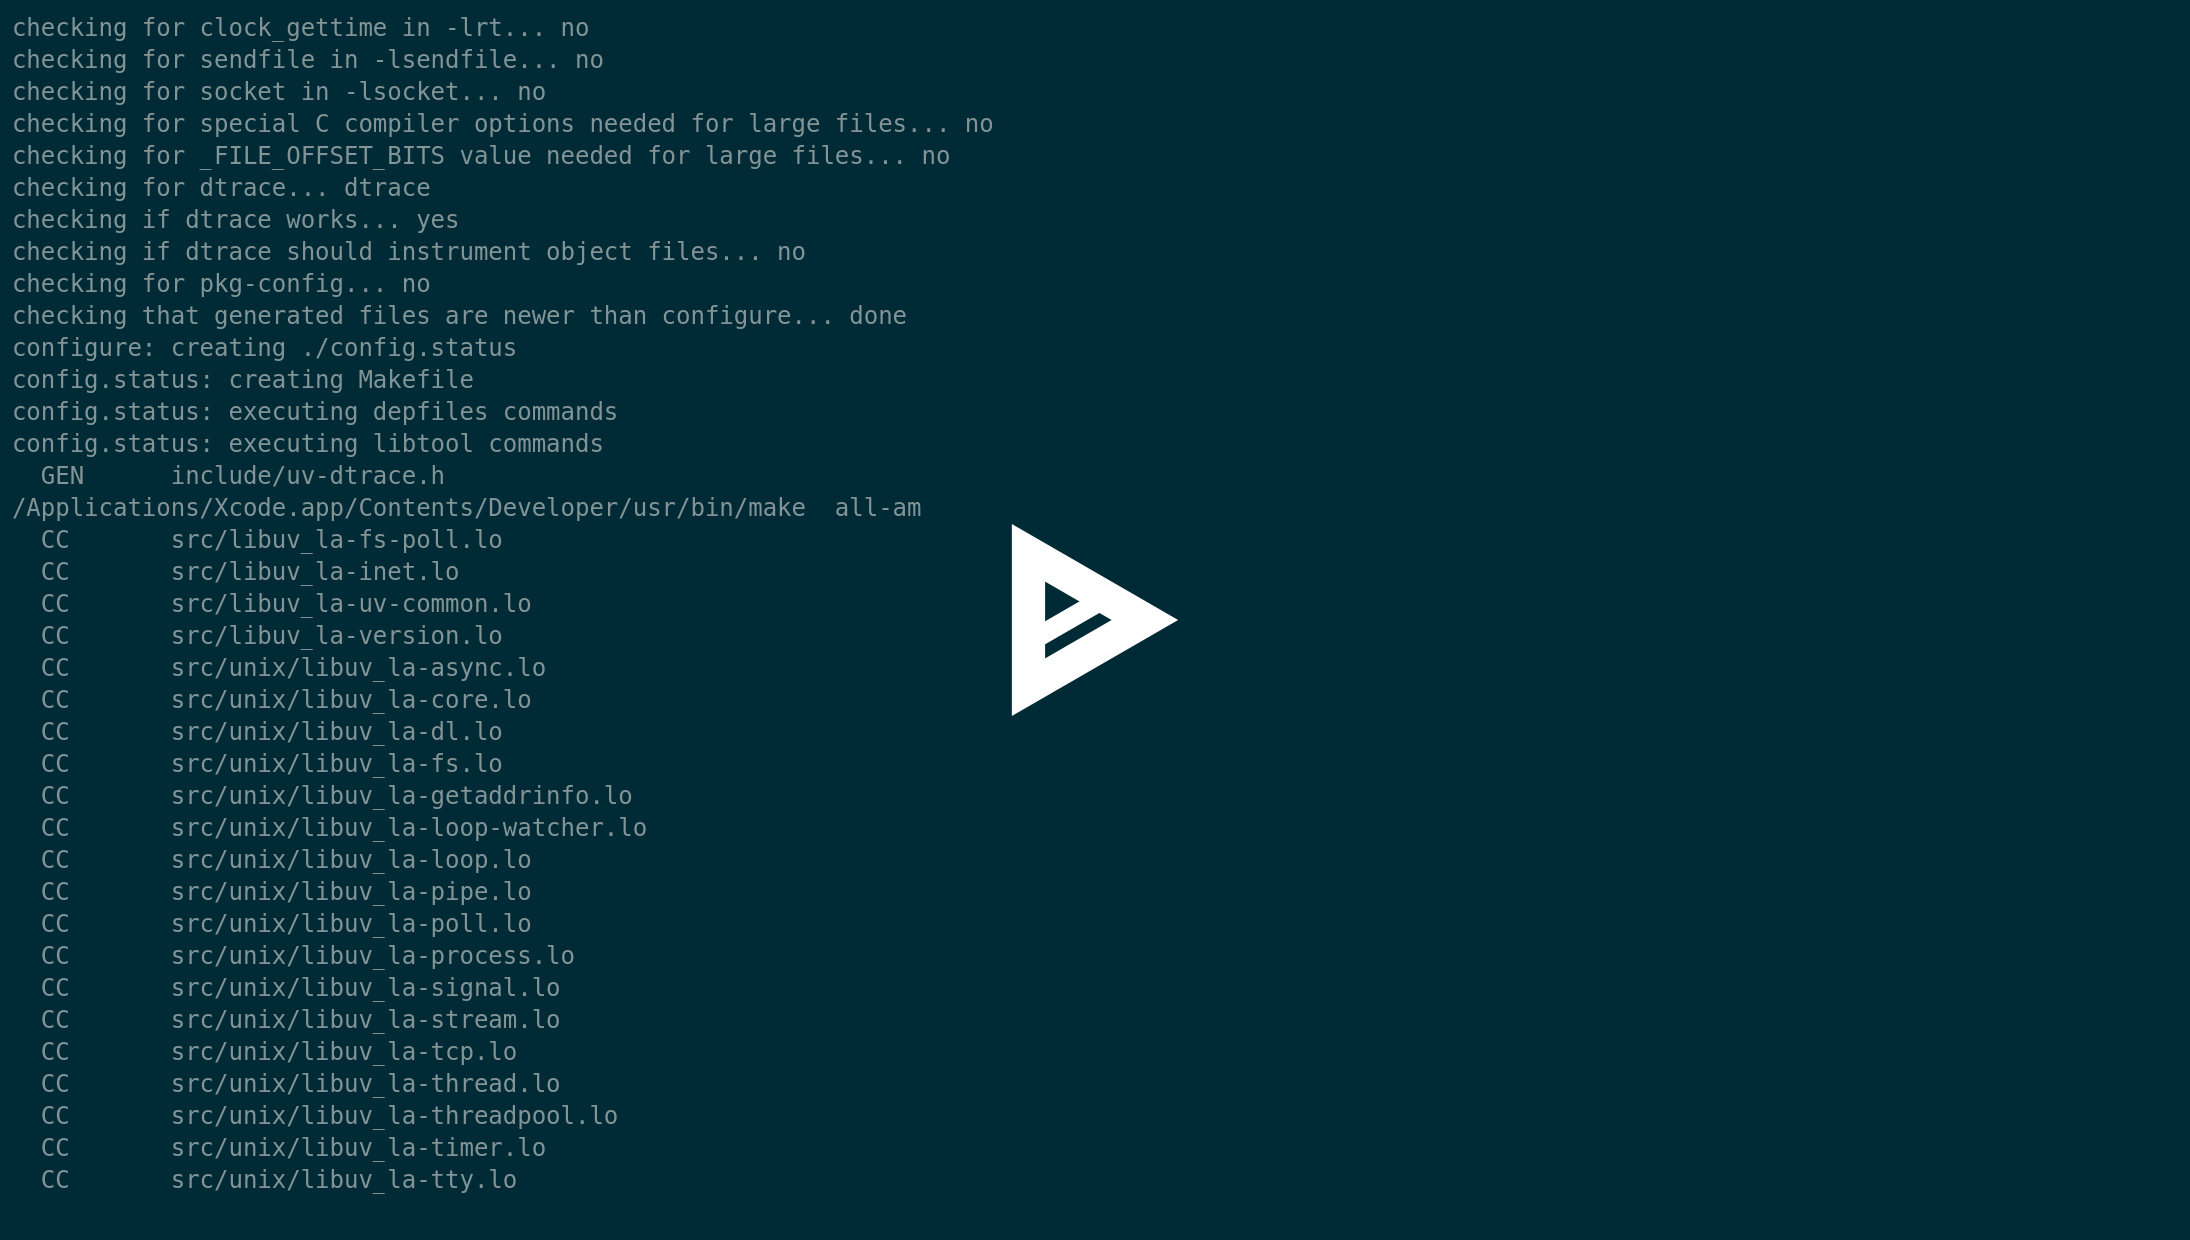 checking for clock_gettime in -lrt... no
checking for sendfile in -lsendfile... no
checking for socket in -lsocket... no
checking for special C compiler options needed for large files... no
checking for _FILE_OFFSET_BITS value needed for large files... no
checking for dtrace... dtrace
checking if dtrace works... yes
checking if dtrace should instrument object files... no
checking for pkg-config... no
checking that generated files are newer than configure... done
configure: creating ./config.status
config.status: creating Makefile
config.status: executing depfiles commands
config.status: executing libtool commands
  GEN      include/uv-dtrace.h
/Applications/Xcode.app/Contents/Developer/usr/bin/make  all-am
  CC       src/libuv_la-fs-poll.lo
  CC       src/libuv_la-inet.lo
  CC       src/libuv_la-uv-common.lo
  CC       src/libuv_la-version.lo
  CC       src/unix/libuv_la-async.lo
  CC       src/unix/libuv_la-core.lo
  CC       src/unix/libuv_la-dl.lo
  CC       src/unix/libuv_la-fs.lo
  CC       src/unix/libuv_la-getaddrinfo.lo
  CC       src/unix/libuv_la-loop-watcher.lo
  CC       src/unix/libuv_la-loop.lo
  CC       src/unix/libuv_la-pipe.lo
  CC       src/unix/libuv_la-poll.lo
  CC       src/unix/libuv_la-process.lo
  CC       src/unix/libuv_la-signal.lo
  CC       src/unix/libuv_la-stream.lo
  CC       src/unix/libuv_la-tcp.lo
  CC       src/unix/libuv_la-thread.lo
  CC       src/unix/libuv_la-threadpool.lo
  CC       src/unix/libuv_la-timer.lo
  CC       src/unix/libuv_la-tty.lo